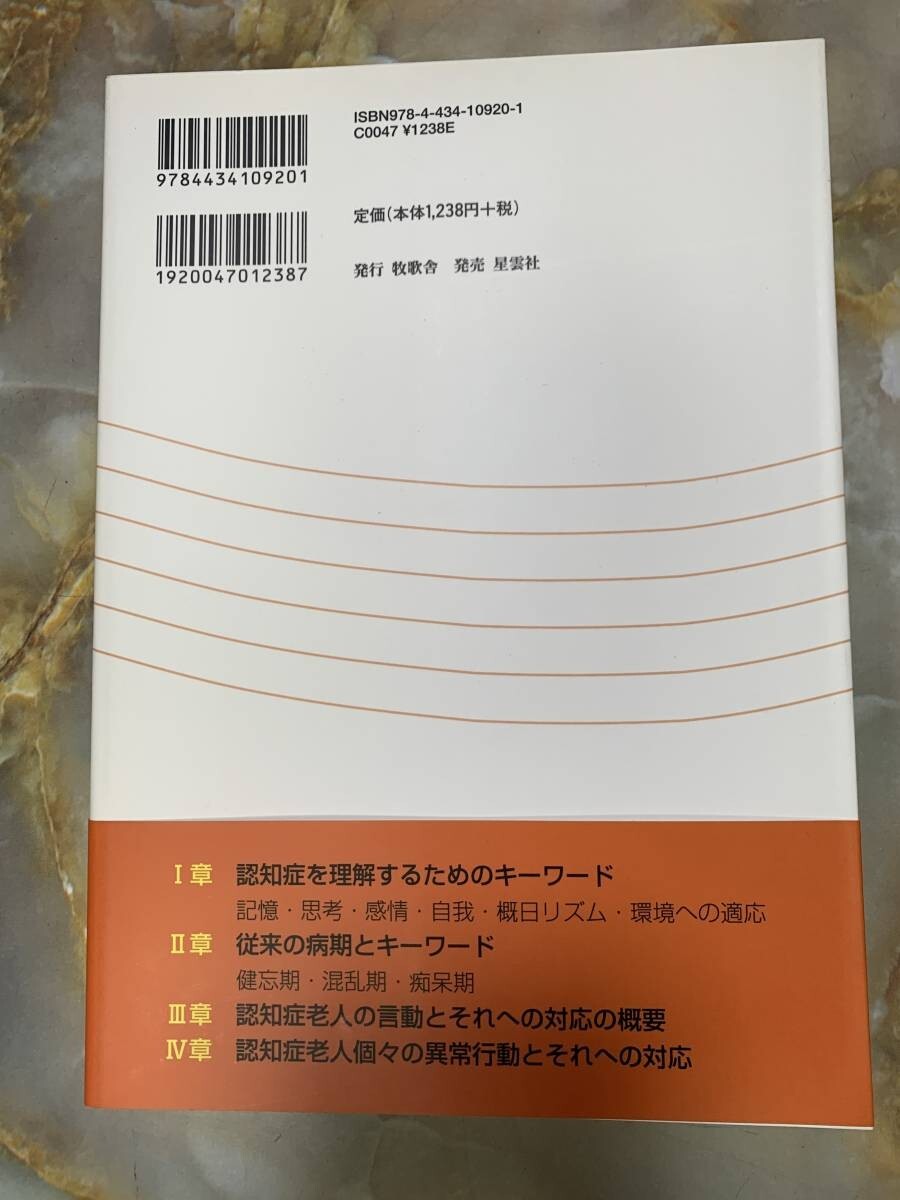 ISBN978-4-434-10920-1
C0047 ¥1238E
9784434109201
定価(本体1,238円+税)
1920047012387
発行 牧歌舎 発売 星雲社
Ⅰ章 認知症を理解するためのキーワード
記憶・思考・感情・自我・概日リズム・環境への適応
Ⅱ章 従来の病期とキーワード
健忘期・混乱期・痴呆期
Ⅲ章 認知症老人の言動とそれへの対応の概要
Ⅳ章 認知症老人個々の異常行動とそれへの対応